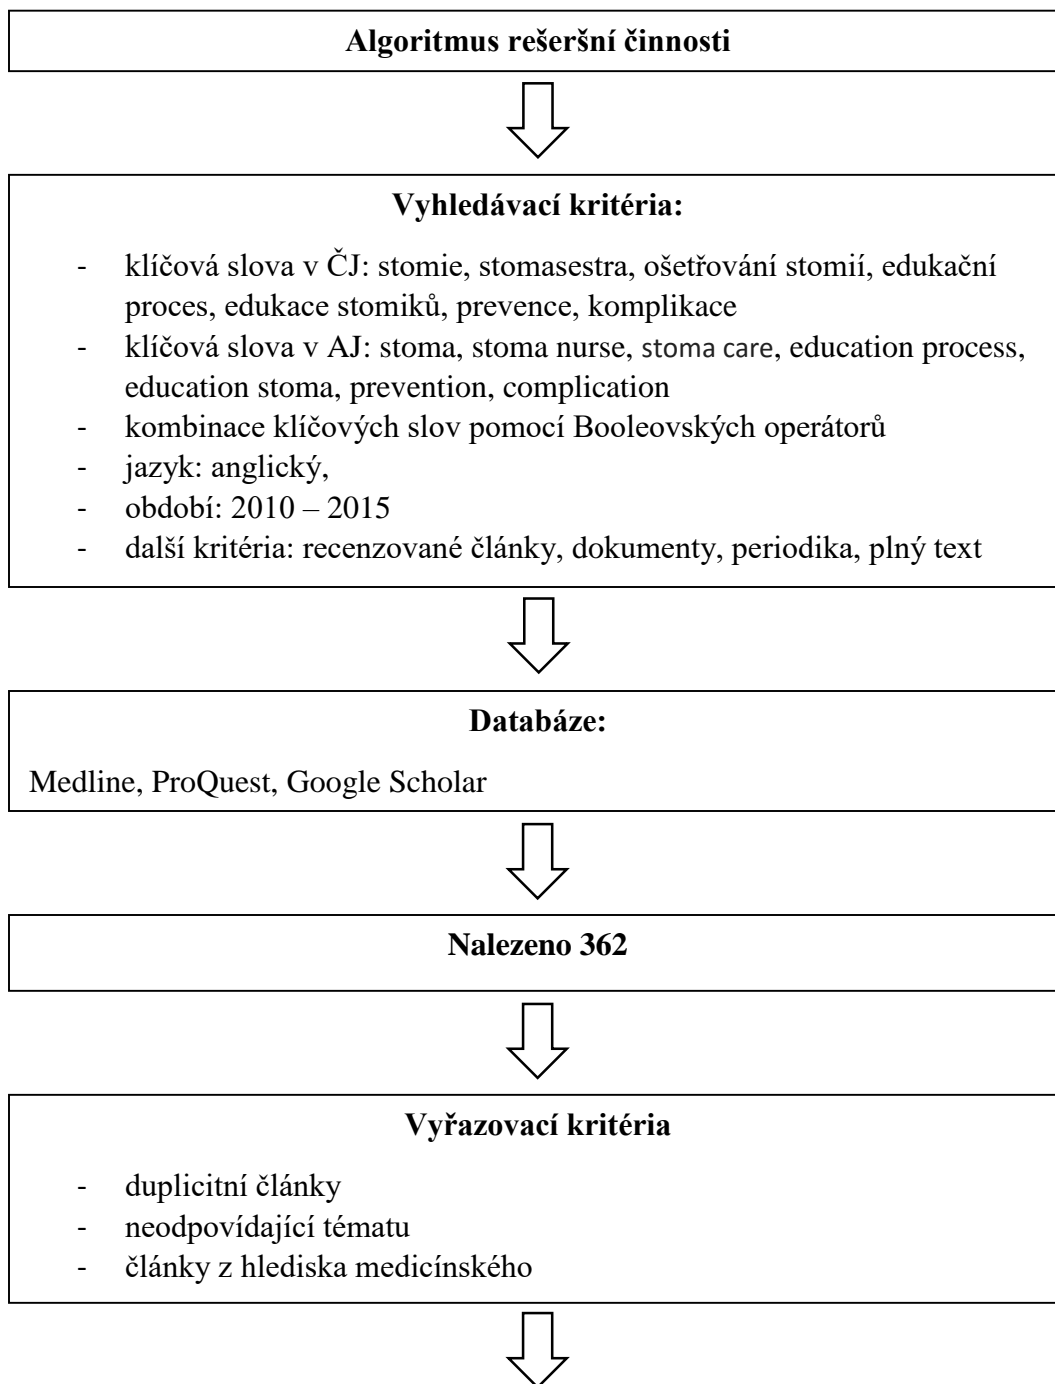 Algoritmus rešeršní činnosti
Vyhledávací kritéria:
- klíčová slova v ČJ: stomie, stomasestra, ošetřování stomií, edukační
proces, edukace stomiků, prevence, komplikace
- klíčová slova v AJ: stoma, stoma nurse, stoma care, education process,
education stoma, prevention, complication
- kombinace klíčových slov pomocí Booleovských operátorů
- jazyk: anglický,
- období: 2010 – 2015
- další kritéria: recenzované články, dokumenty, periodika, plný text
Databáze:
Medline, ProQuest, Google Scholar
Nalezeno 362
Vyřazovací kritéria
- duplicitní články
- neodpovídající tématu
- články z hlediska medicínského